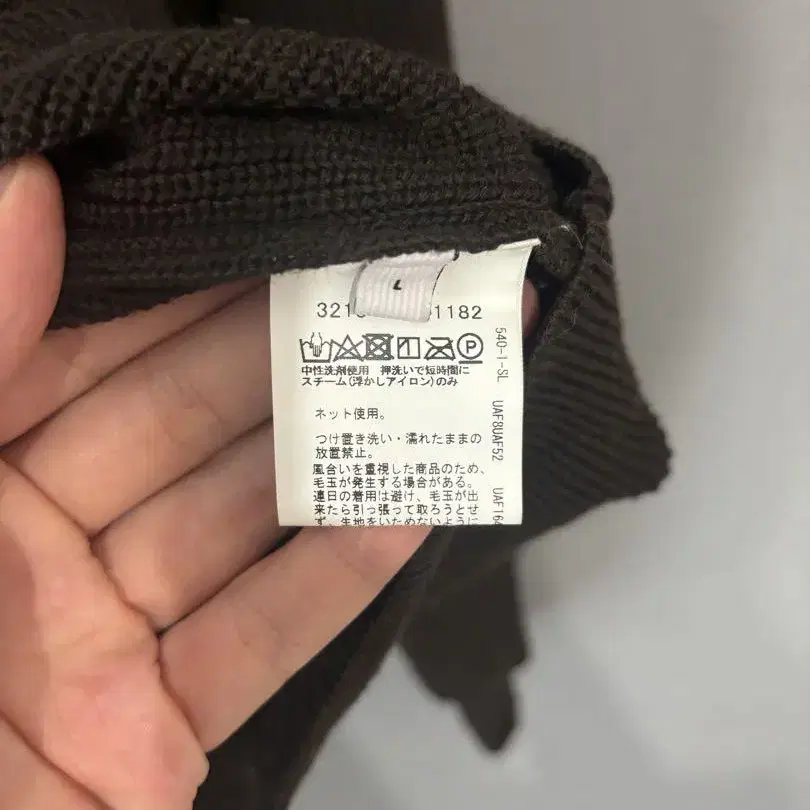 L
1182
中性洗剤使用 押洗いで短時間に
スチーム(浮かしアイロン)のみ
ネット使用。
つけ置き洗い・濡れたままの
放置禁止。
風合いを重視した商品のため、
毛玉が発生する場合がある。
連日の着用は避け、毛玉が出
来たら引っ張って取ろうとせ
ず、生地をいためないように
540-1-SL UAF8UAF52 UAF164